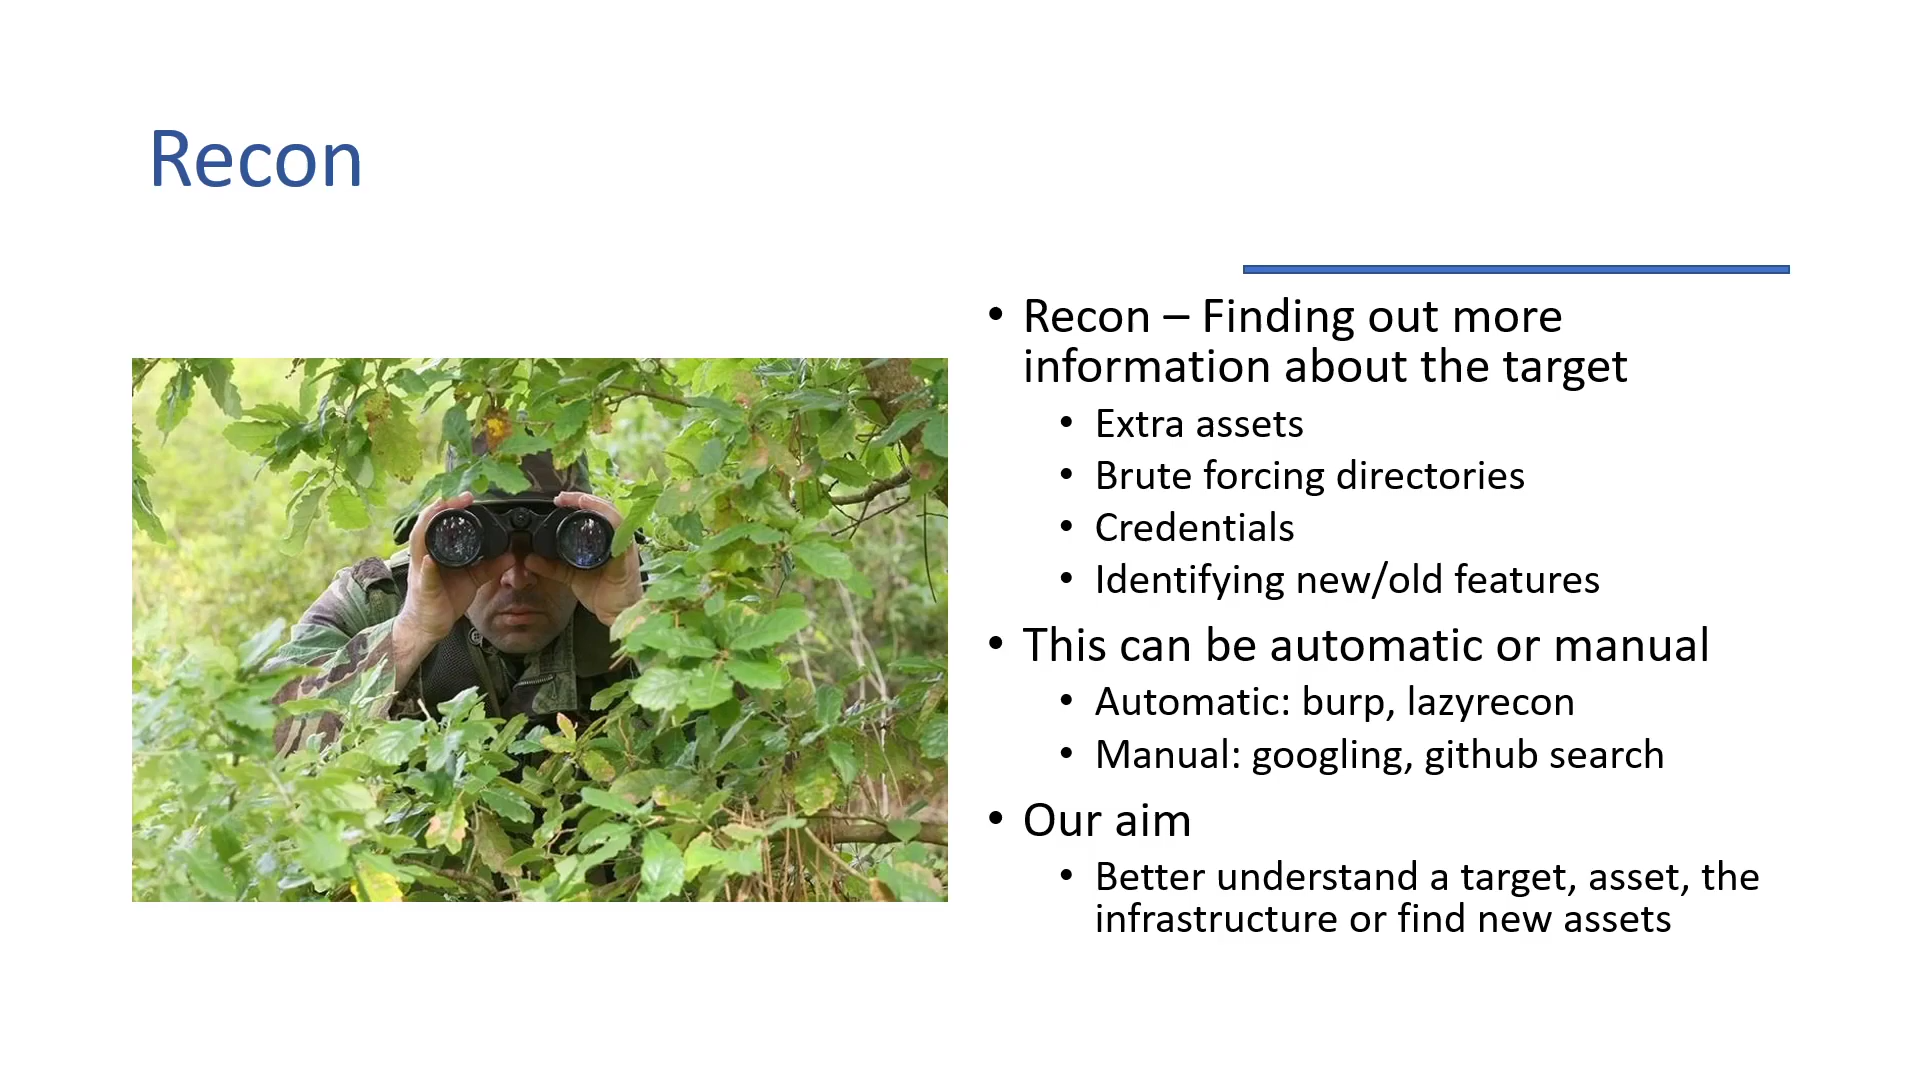 Recon
• Recon – Finding out more
information about the target
• Extra assets
• Brute forcing directories
• Credentials
• Identifying new/old features
• This can be automatic or manual
• Automatic: burp, lazyrecon
• Manual: googling, github search
• Our aim
• Better understand a target, asset, the
infrastructure or find new assets